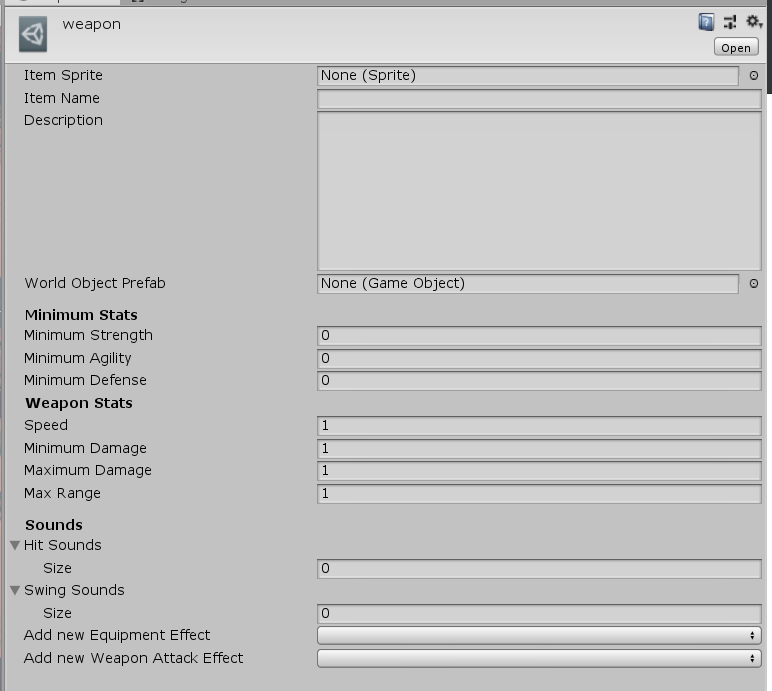 weapon
Open
Item Sprite None (Sprite)
Item Name
Description
World Object Prefab None (Game Object)
Minimum Stats
Minimum Strength 0
Minimum Agility 0
Minimum Defense 0
Weapon Stats
Speed 1
Minimum Damage 1
Maximum Damage 1
Max Range 1
Sounds
Hit Sounds
Size 0
Swing Sounds
Size 0
Add new Equipment Effect
Add new Weapon Attack Effect